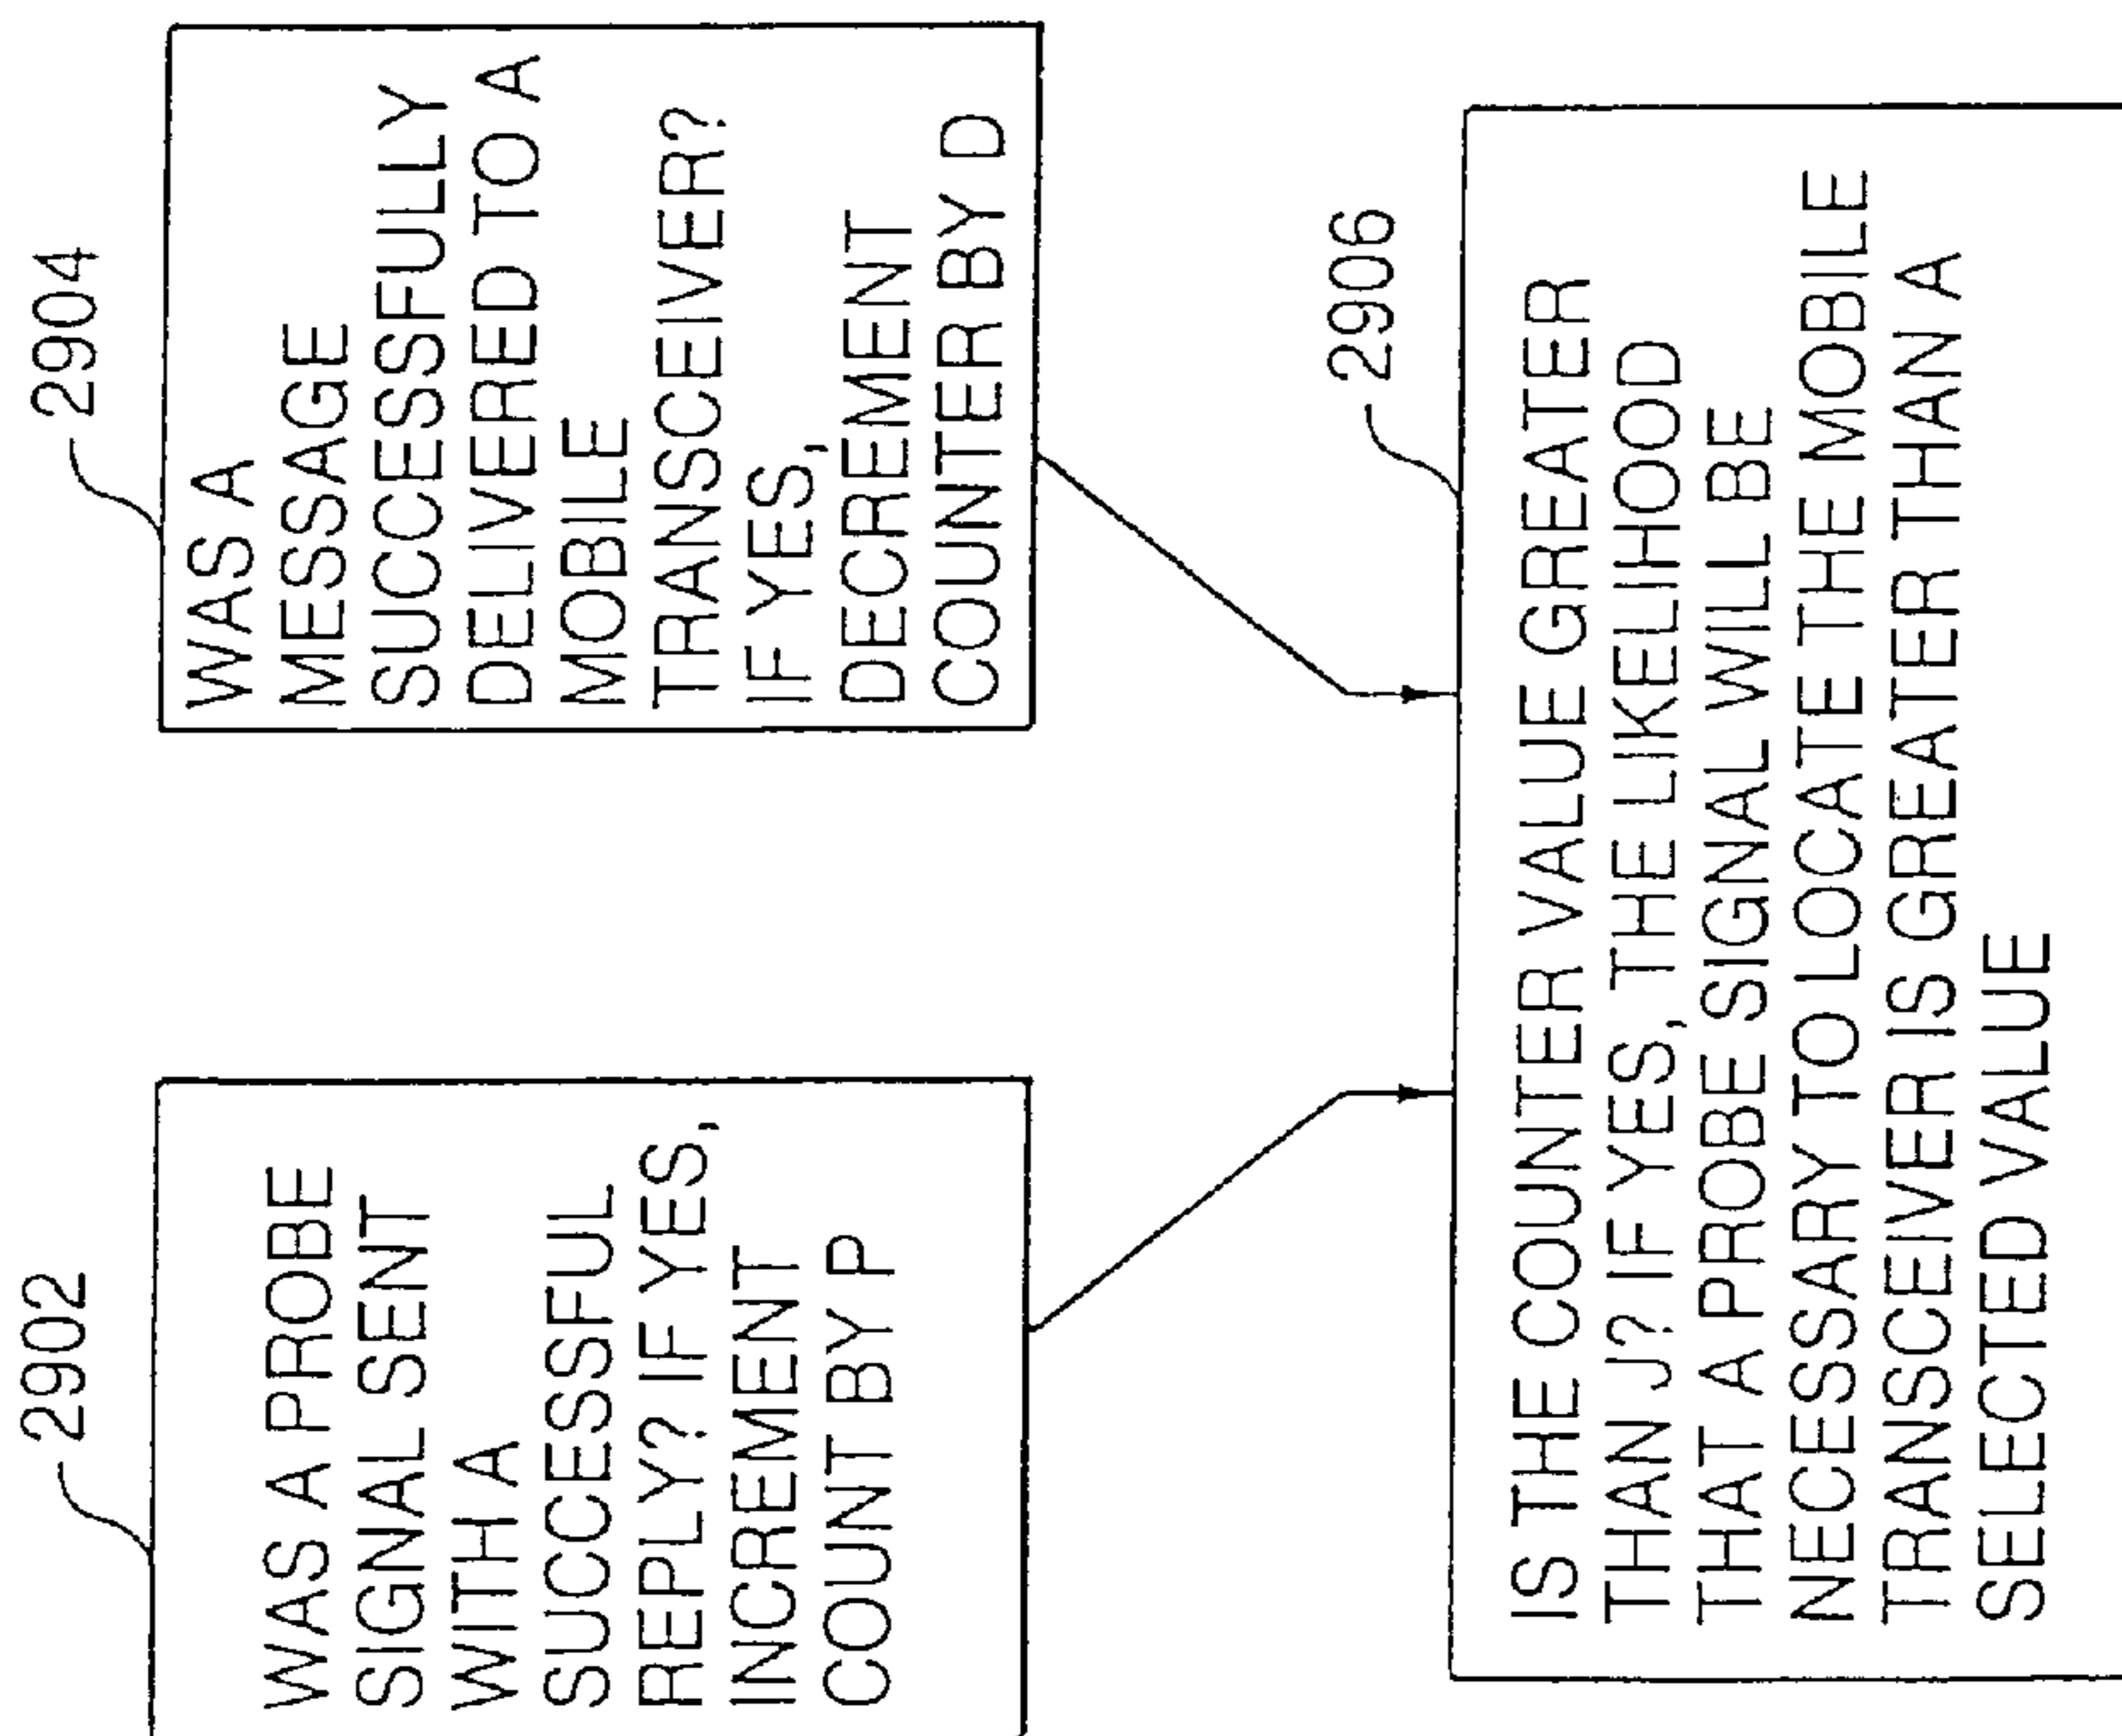 2902
WAS A PROBE
SIGNAL SENT
WITH A
SUCCESSFUL
REPLY? IF YES,
INCREMENT
COUNT BY P
2904
WAS A
MESSAGE
SUCCESSFULLY
DELIVERED TO A
MOBILE
TRANSCEIVER?
IF YES,
DECREMENT
COUNTER BY D
2906
IS THE COUNTER VALUE GREATER
THAN J? IF YES, THE LIKELIHOOD
THAT A PROBE SIGNAL WILL BE
NECESSARY TO LOCATE THE MOBILE
TRANSCEIVER IS GREATER THAN A
SELECTED VALUE